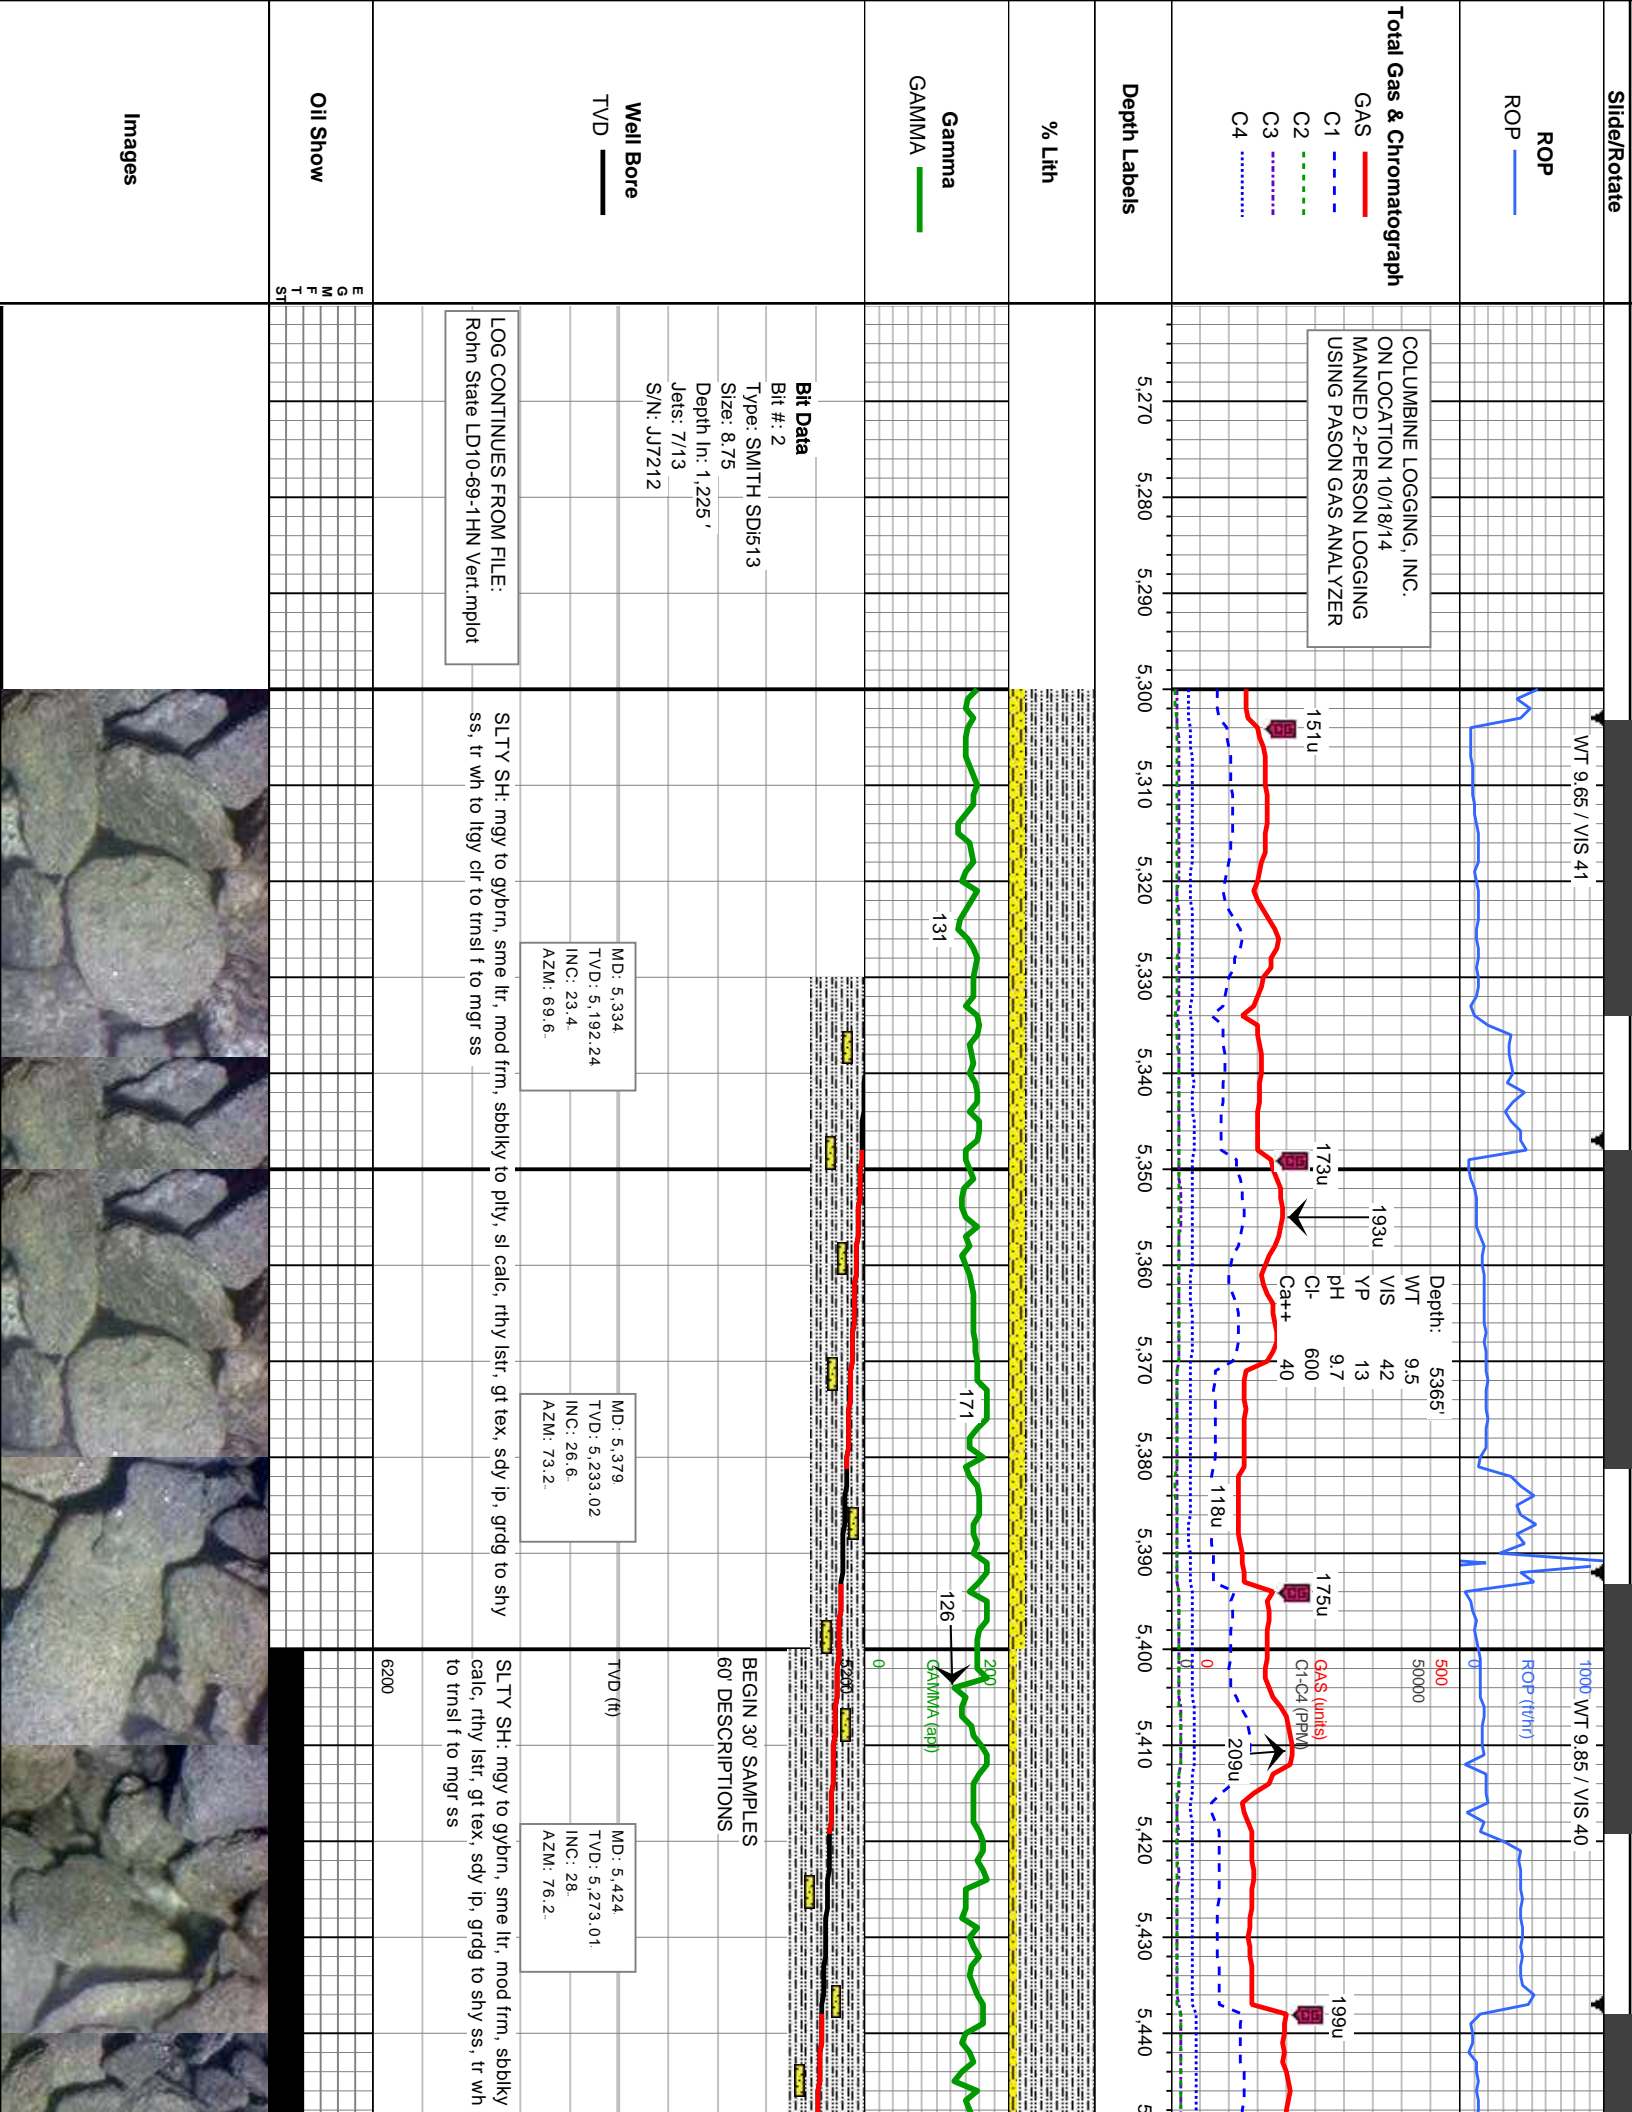 Slide/Rotate
ROP
ROP
Total Gas & Chromatograph
GAS
C1
C2
C3
C4
Depth Labels
% Lith
Gamma
GAMMA
Well Bore
TVD
Oil Show
E
G
M
F
T
ST
Images
WT 9.65 / VIS 41
1000 WT 9.85 / VIS 40
ROP (ft/hr)
0
COLUMBINE LOGGING, INC.
ON LOCATION 10/18/14
MANNED 2-PERSON LOGGING
USING PASON GAS ANALYZER
151u
173u
193u
Depth: 5365'
WT 9.5
VIS 42
YP 13
pH 9.7
Cl- 600
Ca++ 40
118u
175u
500
5000
GAS (units)
C1-C4 (PPM)
0
0
209u
199u
5,270
5,280
5,290
5,300
5,310
5,320
5,330
5,340
5,350
5,360
5,370
5,380
5,390
5,400
5,410
5,420
5,430
5,440
131
171
126
200
GAMMA (api)
0
Bit Data
Bit #: 2
Type: SMITH SDi513
Size: 8.75
Depth In: 1,225'
Jets: 7/13
S/N: JJ7212
LOG CONTINUES FROM FILE:
Rohn State LD10-69-1HN Vert.mplot
MD: 5,334
TVD: 5,192.24
INC: 23.4
AZM: 69.6
MD: 5,379
TVD: 5,233.02
INC: 26.6
AZM: 73.2
MD: 5,424
TVD: 5,273.01
INC: 28
AZM: 76.2
SLTY SH: mgy to gybrn, sme ltr, mod frm, sbblky to plty, sl calc, rthy lstr, gt tex, sdy ip, grdg to shy
ss, tr wh to ltgy clr to trnsl f to mgr ss
5200
BEGIN 30' SAMPLES
60' DESCRIPTIONS
TVD (ft)
6200
SLTY SH: mgy to gybrn, sme ltr, mod frm, sbblky
calc, rthy lstr, gt tex, sdy ip, grdg to shy ss, tr wh
to trnsl f to mgr ss